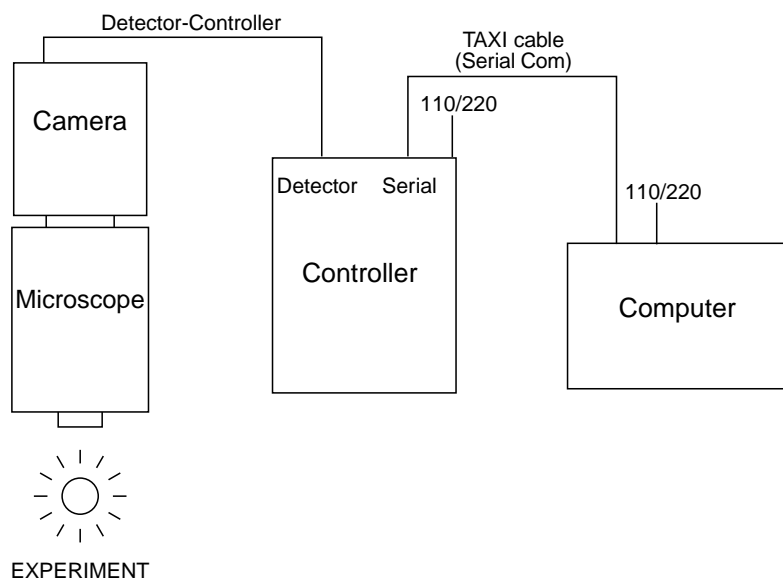 Detector-Controller
TAXI cable
(Serial Com)
110/220
Camera
Detector Serial
110/220
Controller
Microscope
Computer
EXPERIMENT